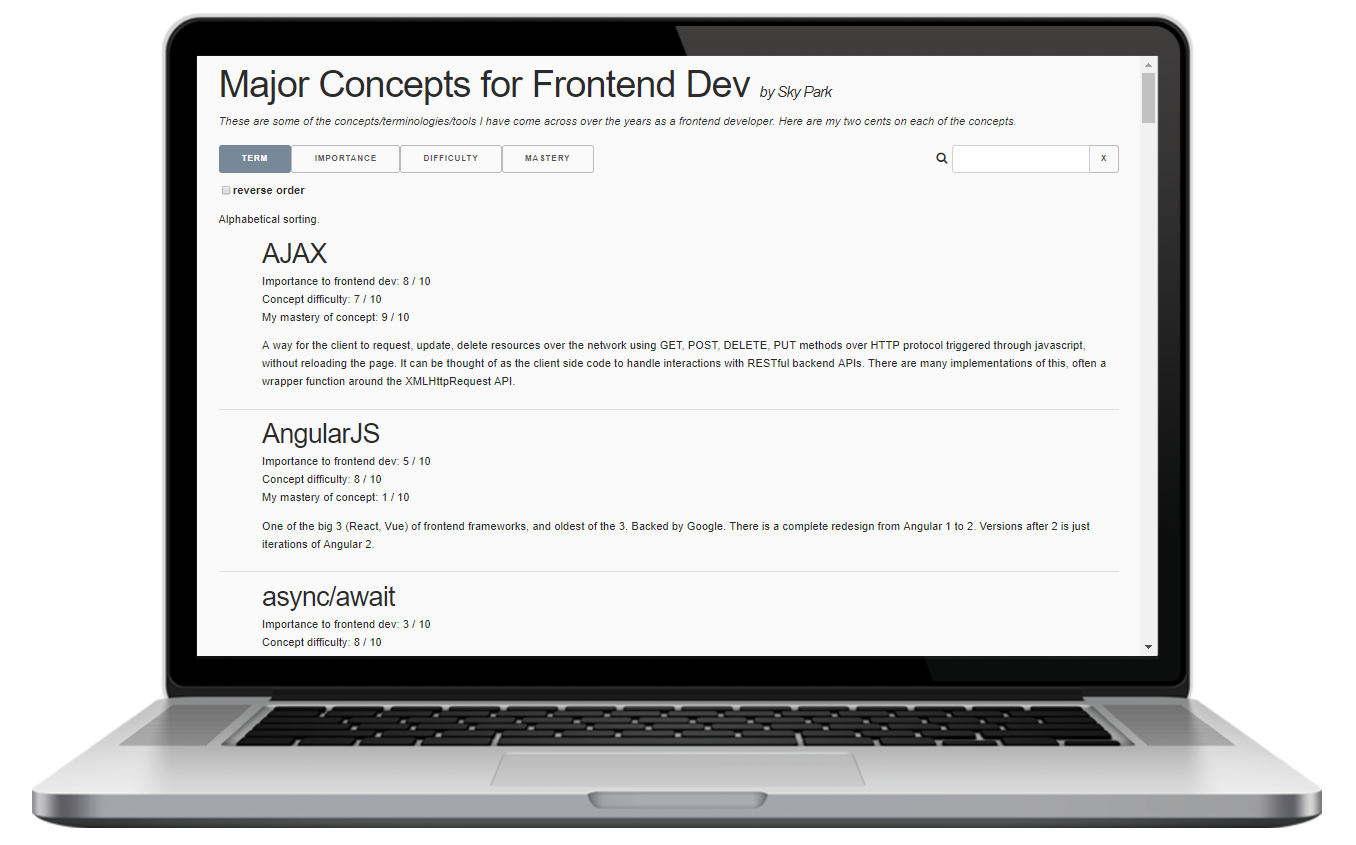 Major Concepts for Frontend Dev by Sky Park
These are some of the concepts/terminologies/tools I have come across over the years as a frontend developer. Here are my two cents on each of the concepts.
TERM IMPORTANCE DIFFICULTY MASTERY X
reverse order
Alphabetical sorting.
AJAX
Importance to frontend dev: 8 / 10
Concept difficulty: 7 / 10
My mastery of concept: 9 / 10
A way for the client to request, update, delete resources over the network using GET, POST, DELETE, PUT methods over HTTP protocol triggered through javascript,
without reloading the page. It can be thought of as the client side code to handle interactions with RESTful backend APIs. There are many implementations of this, often a
wrapper function around the XMLHttpRequest API.
AngularJS
Importance to frontend dev: 5 / 10
Concept difficulty: 8 / 10
My mastery of concept: 1 / 10
One of the big 3 (React, Vue) of frontend frameworks, and oldest of the 3. Backed by Google. There is a complete redesign from Angular 1 to 2. Versions after 2 is just
iterations of Angular 2.
async/await
Importance to frontend dev: 3 / 10
Concept difficulty: 8 / 10